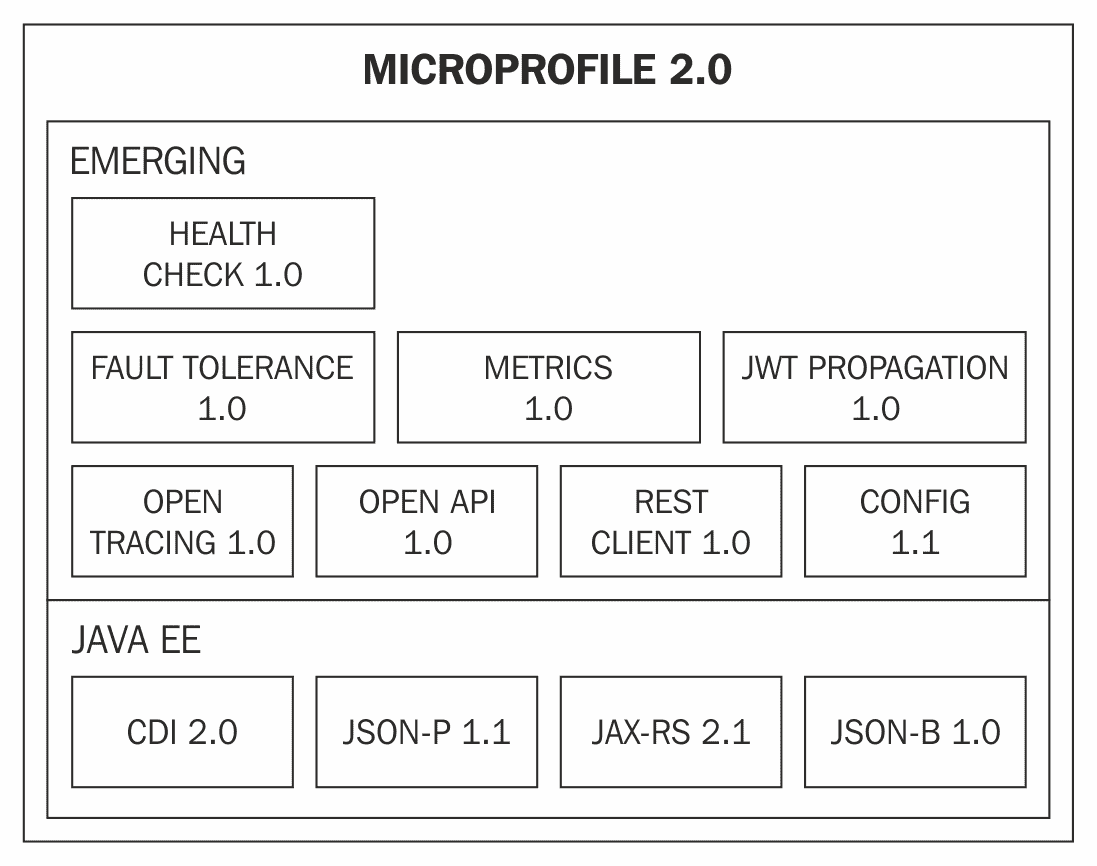 MICROPROFILE 2.0
EMERGING
HEALTH
CHECK 1.0
FAULT TOLERANCE
1.0
METRICS
1.0
JWT PROPAGATION
1.0
OPEN
TRACING 1.0
OPEN API
1.0
REST
CLIENT 1.0
CONFIG
1.1
JAVA EE
CDI 2.0
JSON-P 1.1
JAX-RS 2.1
JSON-B 1.0